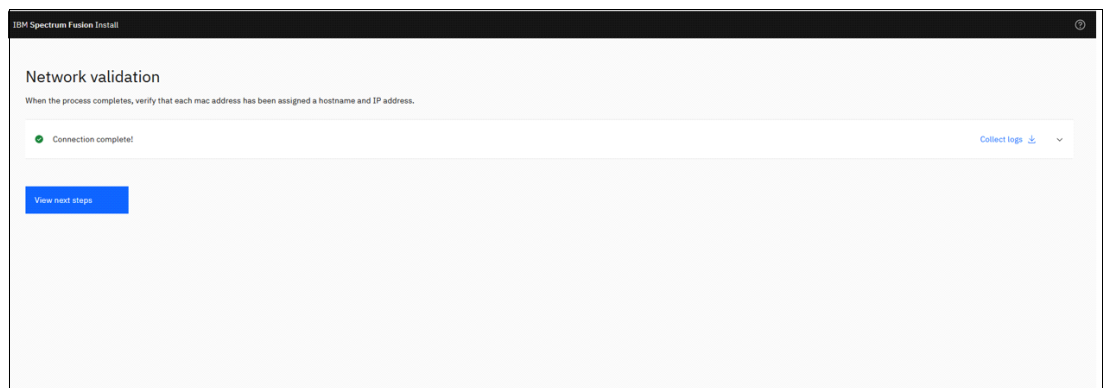 IBM Spectrum Fusion Install
Network validation
When the process completes, verify that each mac address has been assigned a hostname and IP address.
Connection complete!
Collect logs
View next steps